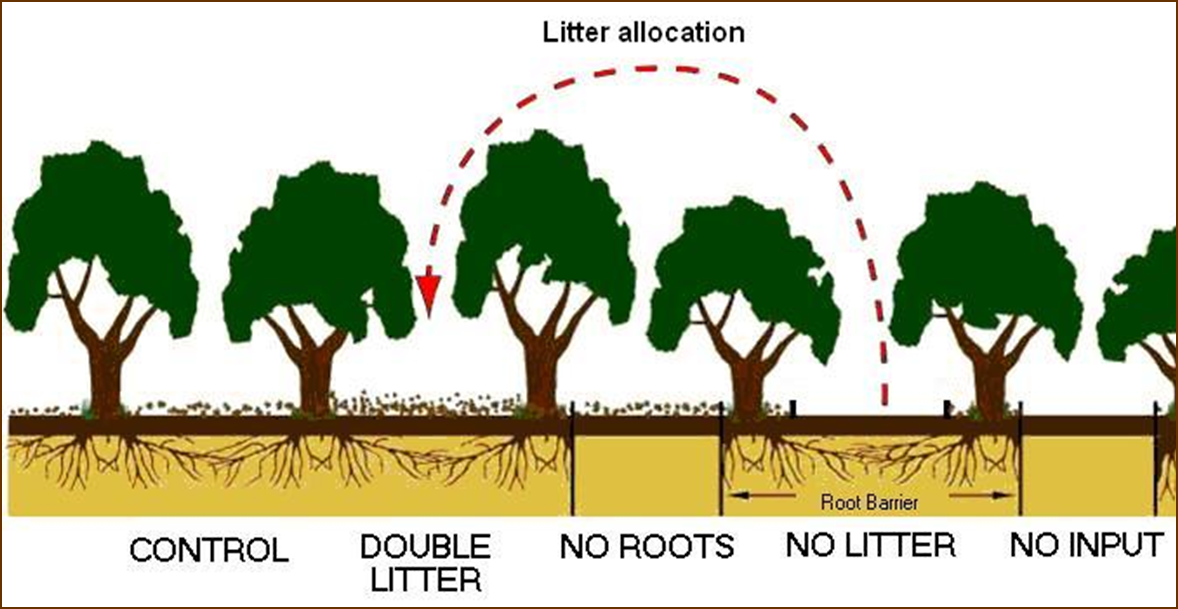 Litter allocation
Root Barrier
CONTROL
DOUBLE
LITTER
NO ROOTS
NO LITTER
NO INPUT